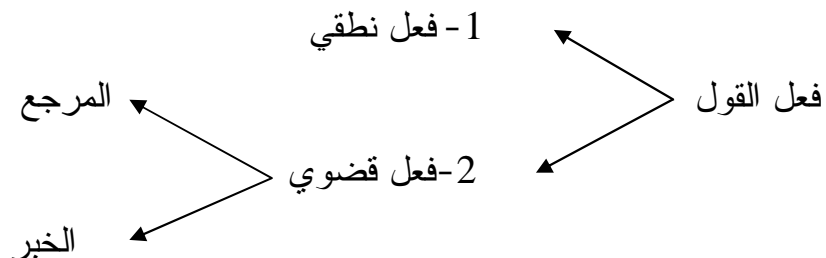 1- فعل نطقي
فعل القول
المرجع
2-فعل قضوي
الخبر